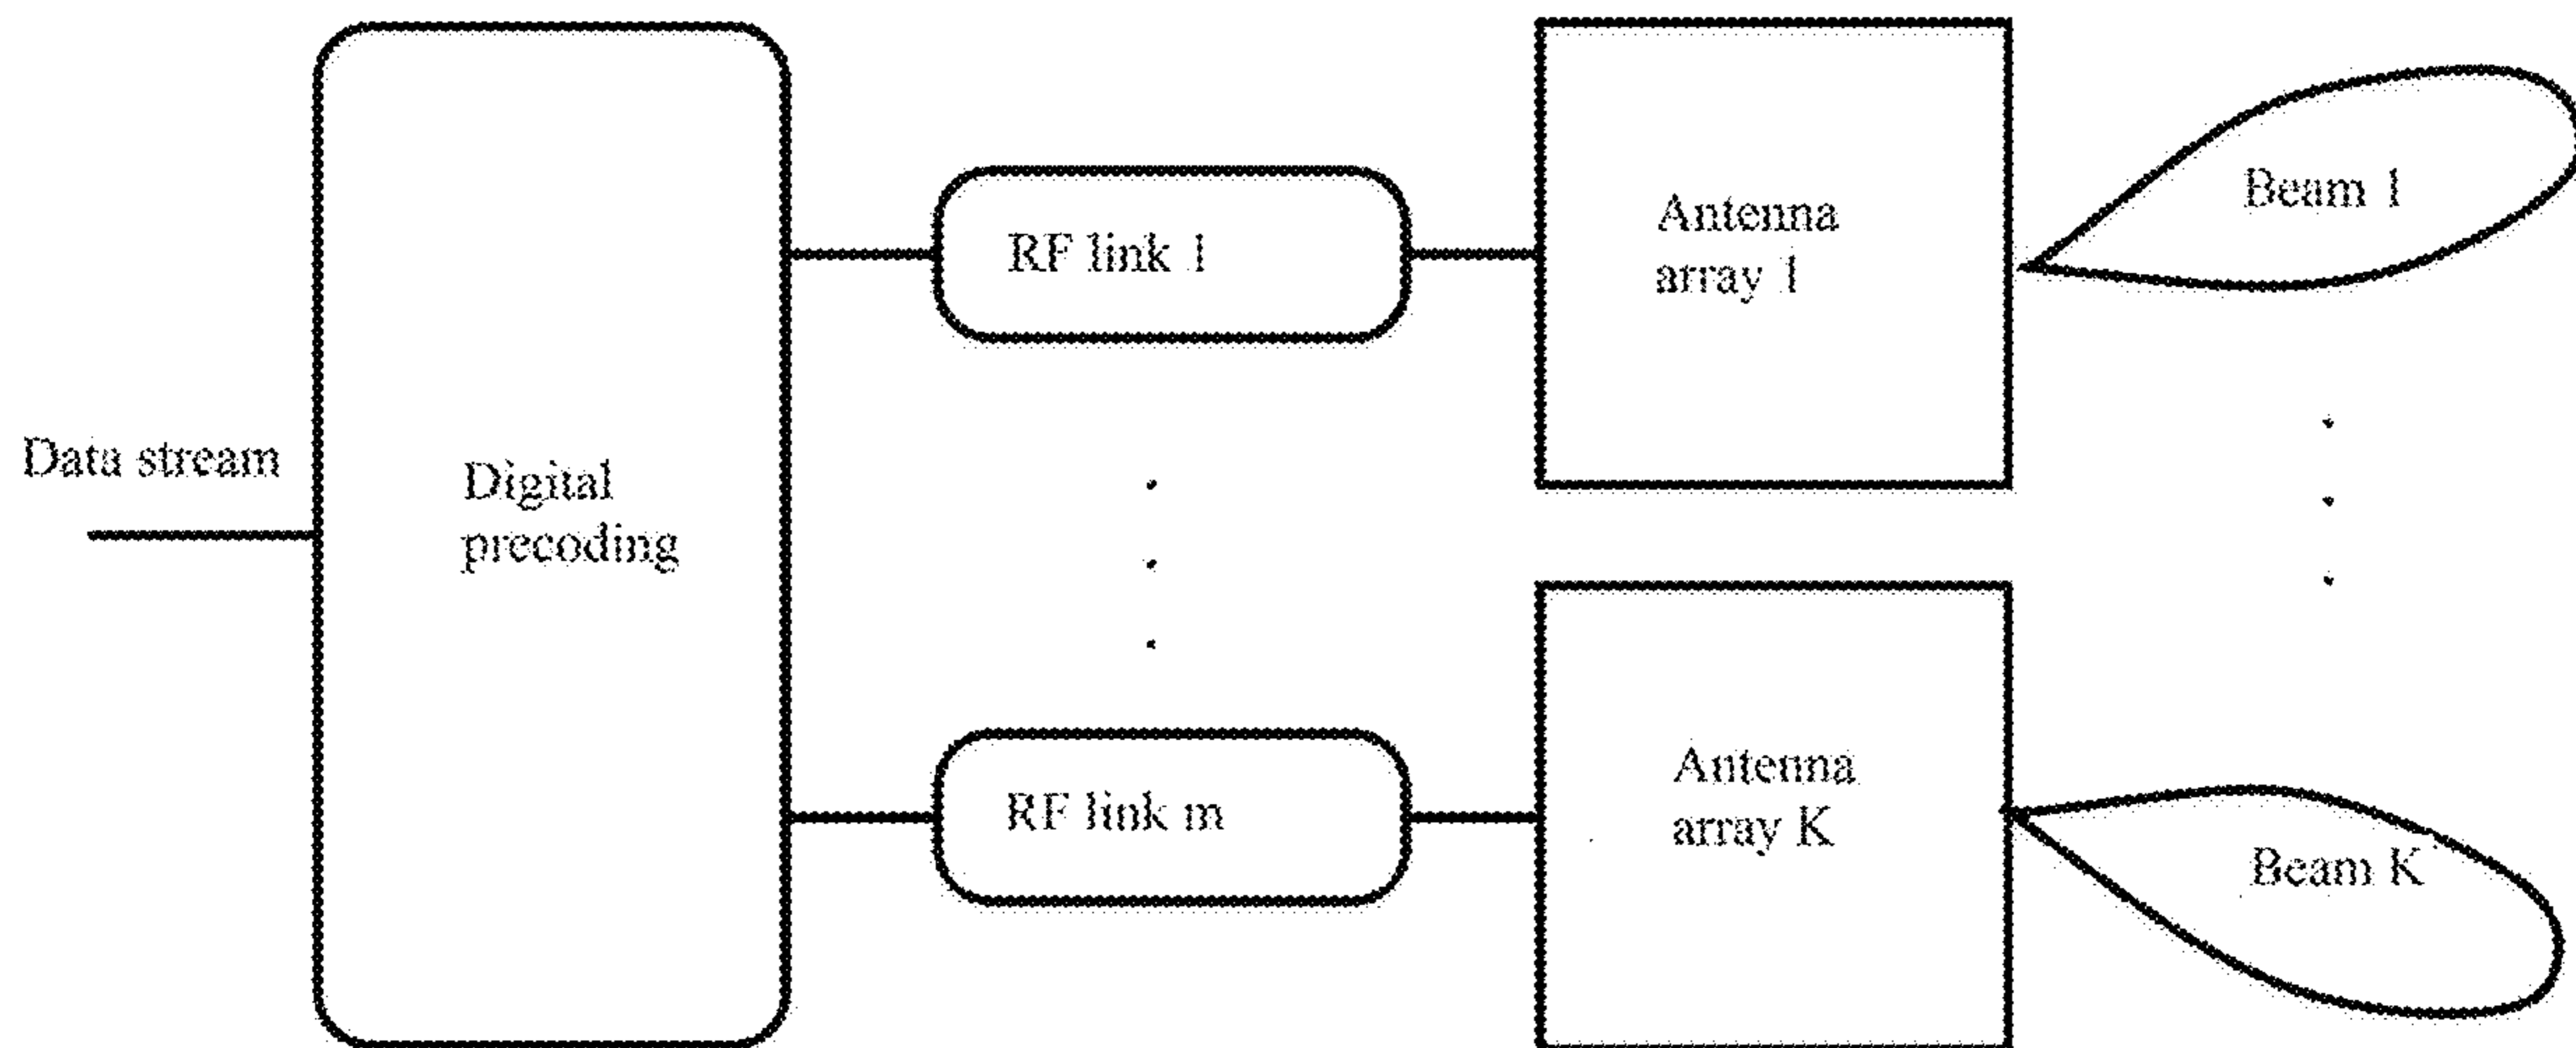 Data stream
Digital
precoding
RF link 1
Antenna
array 1
Beam 1
RF link m
Antenna
array K
Beam K